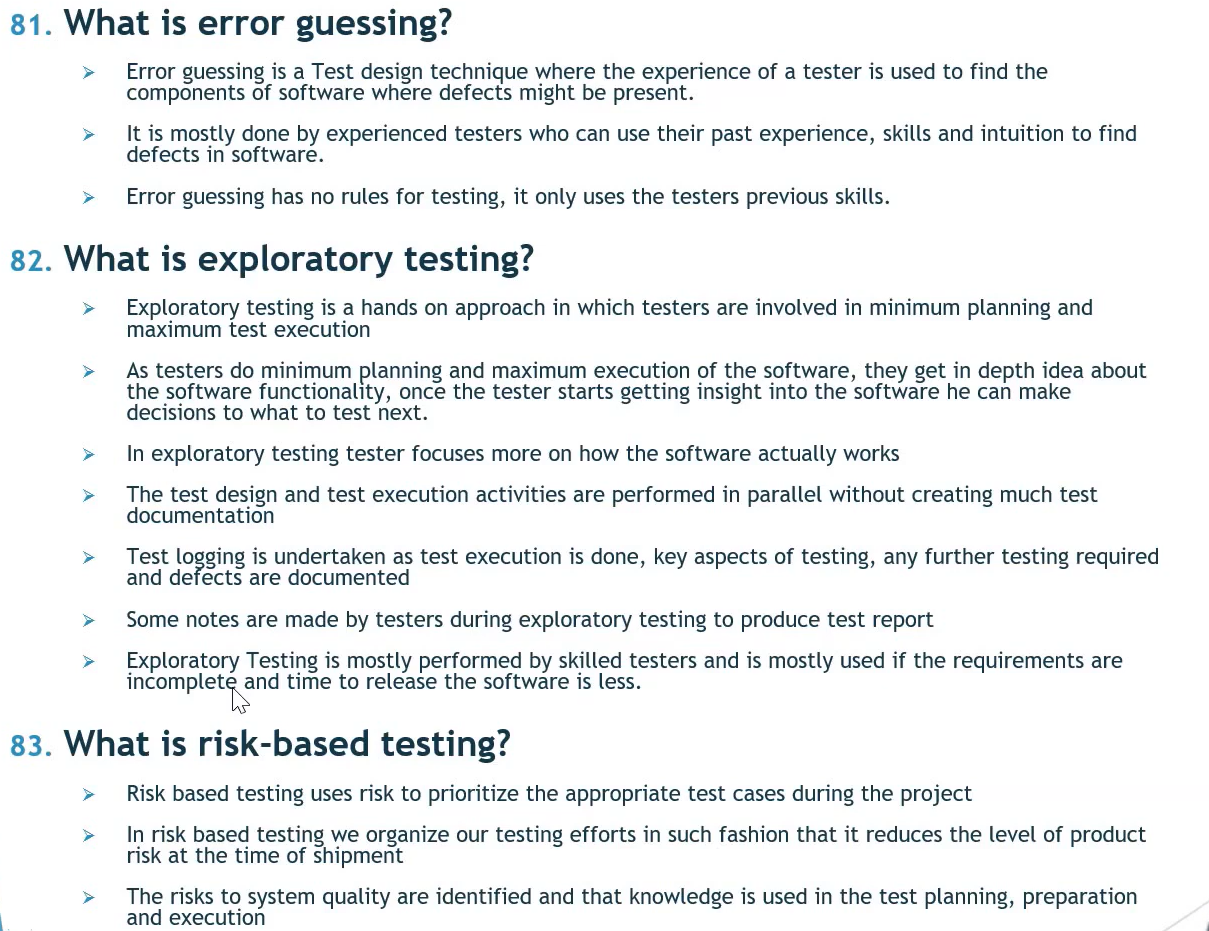 81. What is error guessing?
➢ Error guessing is a Test design technique where the experience of a tester is used to find the
components of software where defects might be present.
➢ It is mostly done by experienced testers who can use their past experience, skills and intuition to find
defects in software.
➢ Error guessing has no rules for testing, it only uses the testers previous skills.
82. What is exploratory testing?
➢ Exploratory testing is a hands on approach in which testers are involved in minimum planning and
maximum test execution
➢ As testers do minimum planning and maximum execution of the software, they get in depth idea about
the software functionality, once the tester starts getting insight into the software he can make
decisions to what to test next.
➢ In exploratory testing tester focuses more on how the software actually works
➢ The test design and test execution activities are performed in parallel without creating much test
documentation
➢ Test logging is undertaken as test execution is done, key aspects of testing, any further testing required
and defects are documented
➢ Some notes are made by testers during exploratory testing to produce test report
➢ Exploratory Testing is mostly performed by skilled testers and is mostly used if the requirements are
incomplete and time to release the software is less.
83. What is risk-based testing?
➢ Risk based testing uses risk to prioritize the appropriate test cases during the project
➢ In risk based testing we organize our testing efforts in such fashion that it reduces the level of product
risk at the time of shipment
➢ The risks to system quality are identified and that knowledge is used in the test planning, preparation
and execution